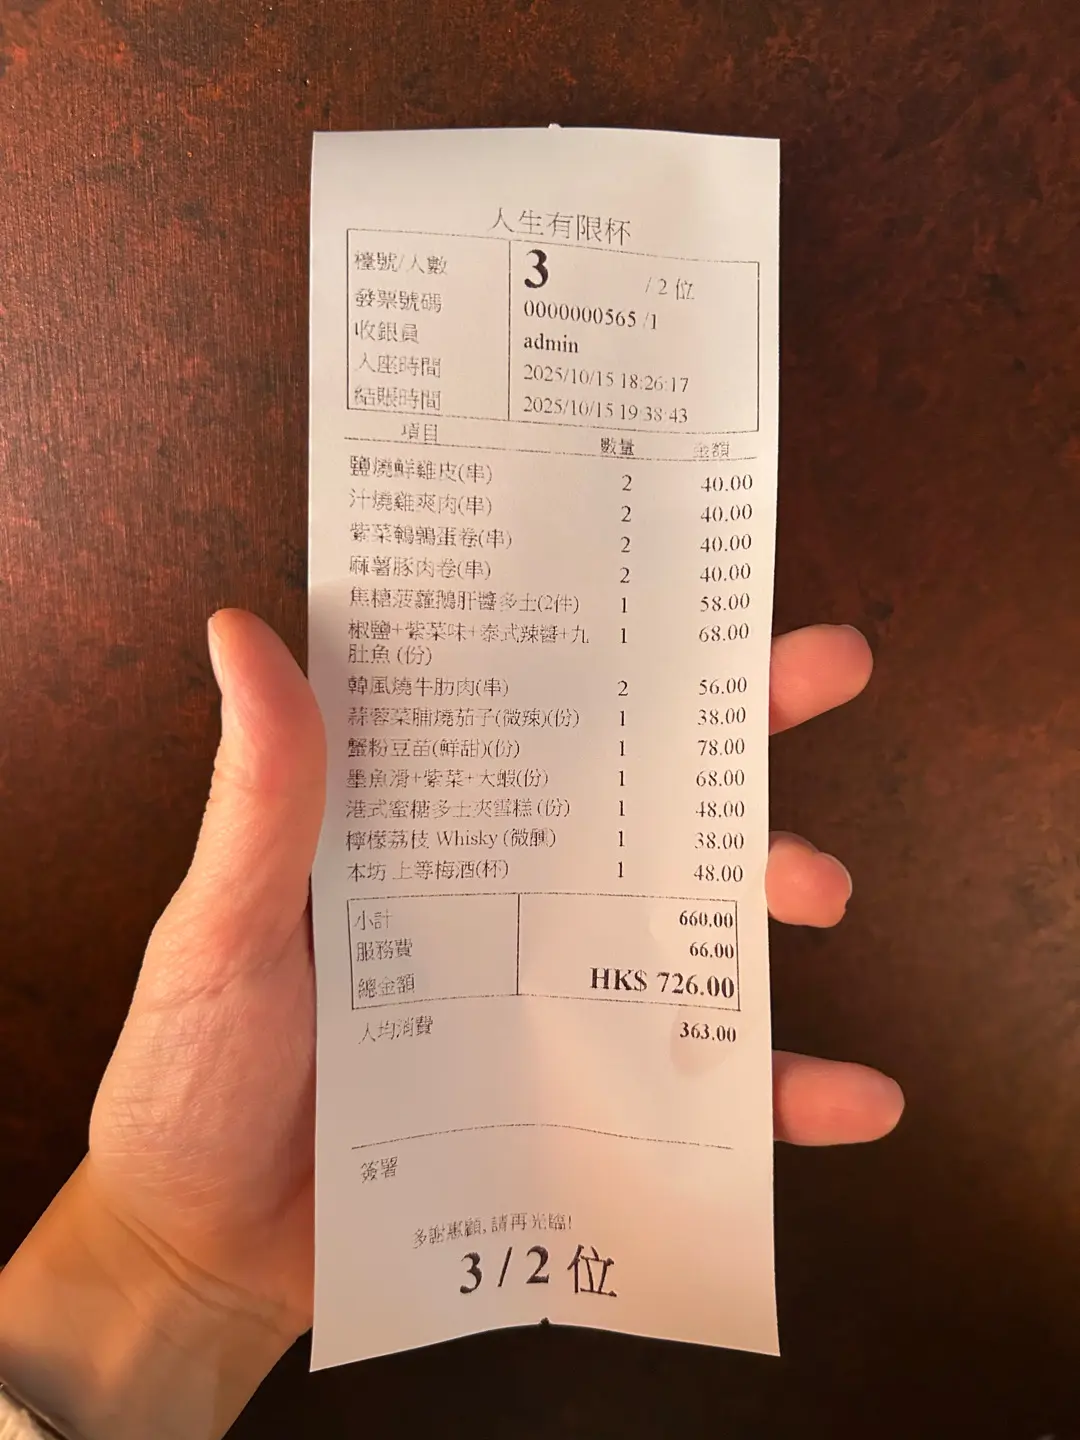 人生有限杯
檯號/人數 3 / 2 位
發票號碼 0000000565 /1
收銀員 admin
入座時間 2025/10/15 18:26:17
結賬時間 2025/10/15 19:38:43
項目 數量 金額
鹽燒鮮雞皮(串) 2 40.00
汁燒雞爽肉(串) 2 40.00
紫菜鵪鶉蛋卷(串) 2 40.00
麻薯豚肉卷(串) 2 40.00
焦糖菠蘿鵝肝醬多士(2件) 1 58.00
椒鹽+紫菜味+泰式辣醬+九 1 68.00
肚魚 (份)
韓風燒牛肋肉(串) 2 56.00
蒜蓉菜脯燒茄子(微辣)(份) 1 38.00
蟹粉豆苗(鮮甜)(份) 1 78.00
墨魚滑+紫菜+大蝦(份) 1 68.00
港式蜜糖多士夾雪糕 (份) 1 48.00
檸檬荔枝 Whisky (微醺) 1 38.00
本坊 上等梅酒(杯) 1 48.00
小計 660.00
服務費 66.00
總金額 HK$ 726.00
人均消費 363.00
簽署
多謝惠顧, 請再光臨!
3 / 2 位